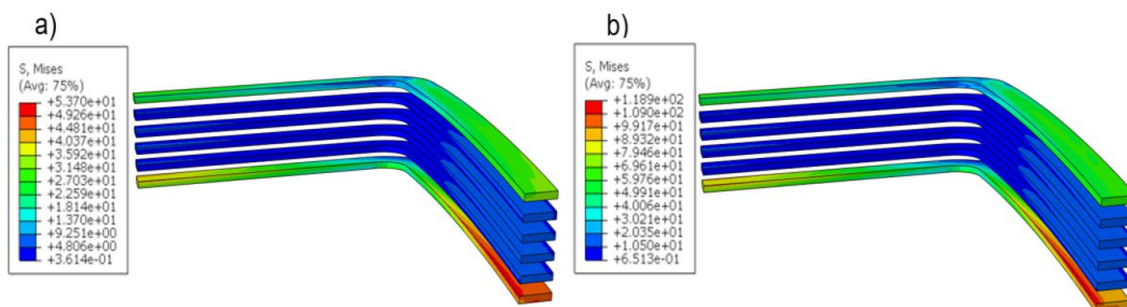 a)
S, Mises
(Avg: 75%)
+5.370e+01
+4.926e+01
+4.481e+01
+4.037e+01
+3.592e+01
+3.148e+01
+2.703e+01
+2.259e+01
+1.814e+01
+1.370e+01
+9.251e+00
+4.806e+00
+3.614e-01
b)
S, Mises
(Avg: 75%)
+1.189e+02
+1.090e+02
+9.917e+01
+8.932e+01
+7.946e+01
+6.961e+01
+5.976e+01
+4.991e+01
+4.006e+01
+3.021e+01
+2.035e+01
+1.050e+01
+6.513e-01